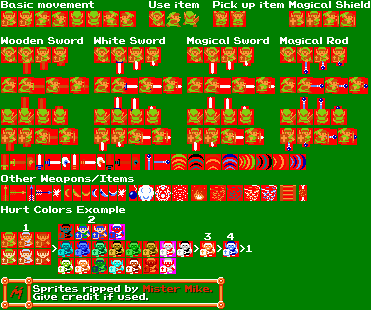 Basic movement Use item Pick up item Magical Shield
Wooden Sword White Sword Magical Sword Magical Rod
Other Weapons/Items
Hurt Colors Example
1 2 3 4
>1
Sprites ripped by Mister Mike.
Give credit if used.